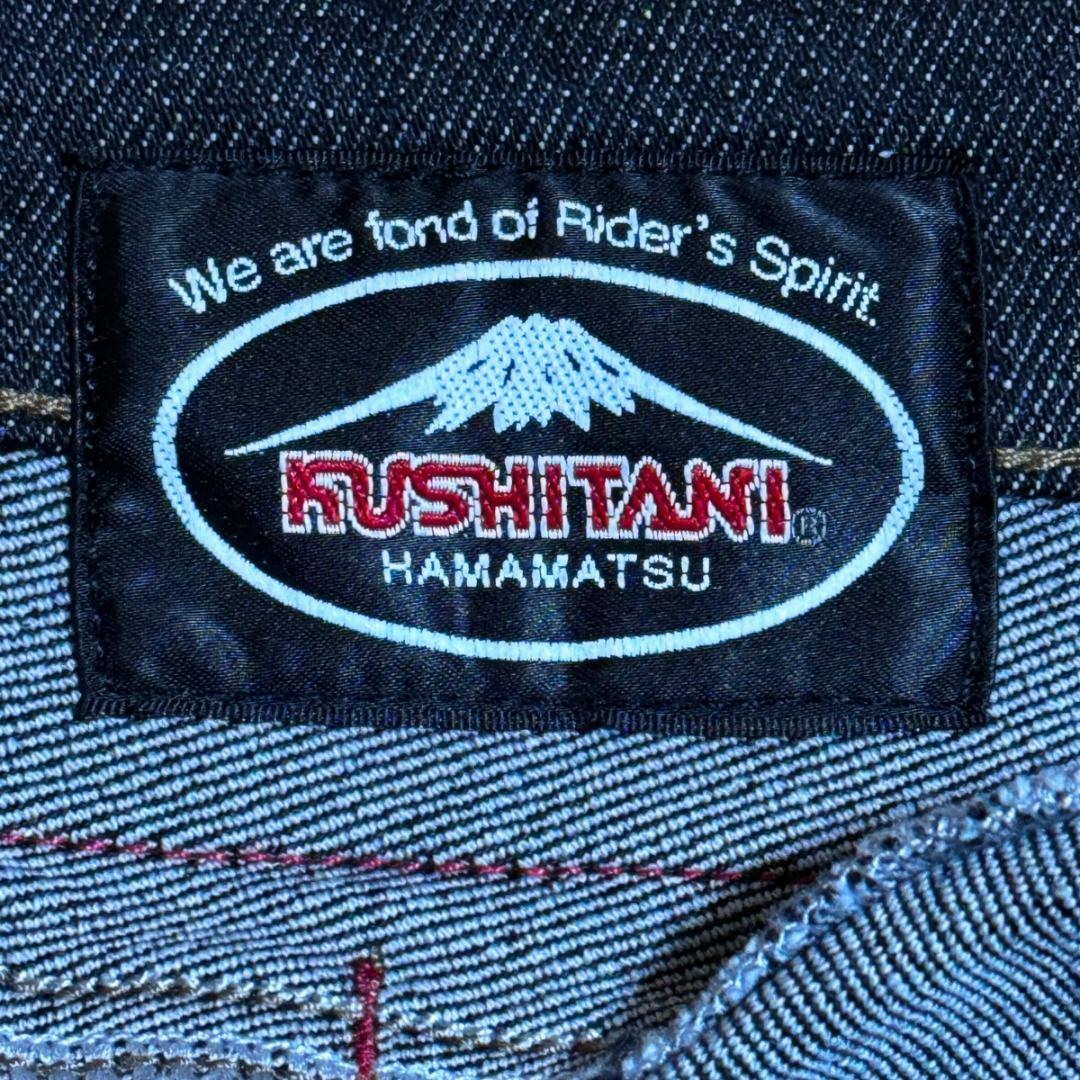 We are fond of Rider's Spirit.
KUSHITANI®
HAMAMATSU